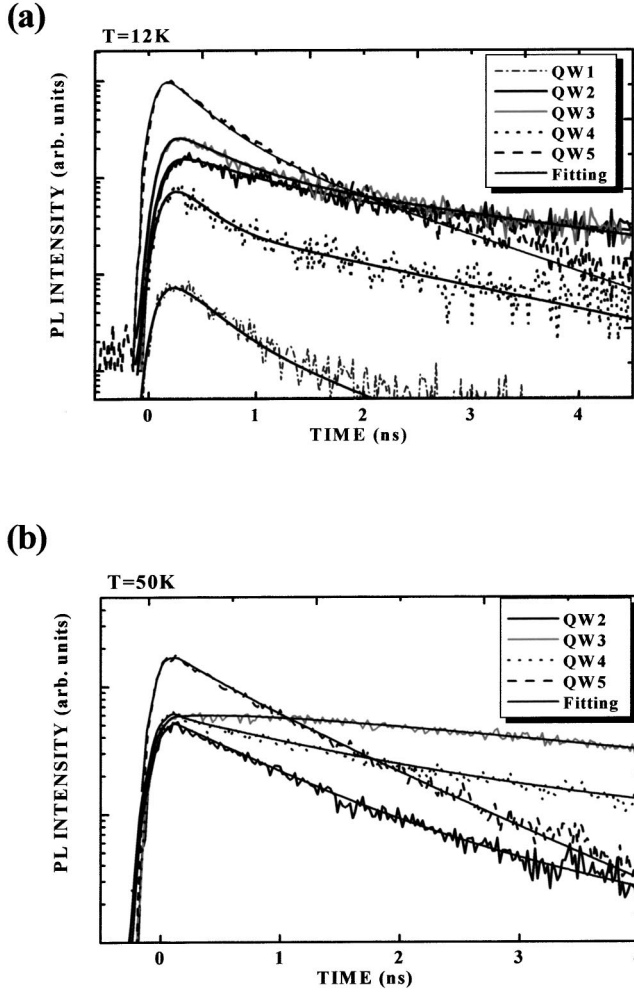 (a)
T=12K
QW1
QW2
QW3
QW4
QW5
Fitting
PL INTENSITY (arb. units)
0 1 2 3 4
TIME (ns)
(b)
T=50K
QW2
QW3
QW4
QW5
Fitting
PL INTENSITY (arb. units)
0 1 2 3
TIME (ns)